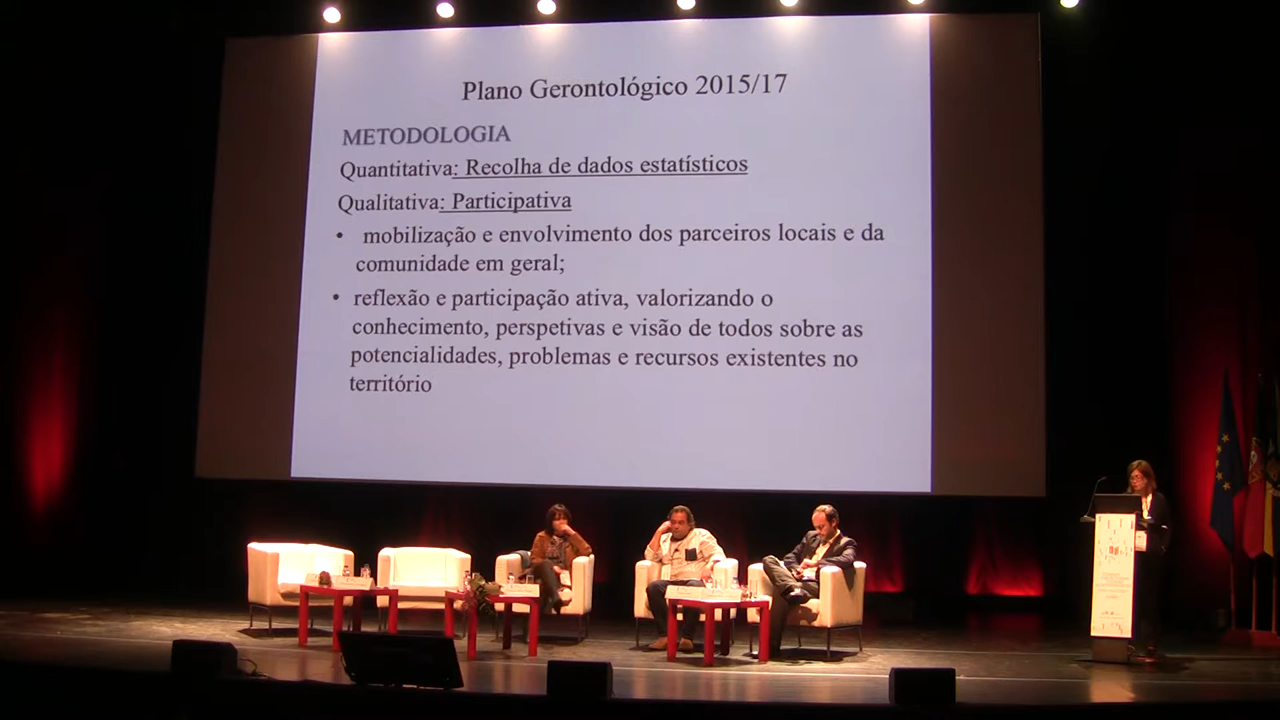 Plano Gerontológico 2015/17
METODOLOGIA
Quantitativa: Recolha de dados estatísticos
Qualitativa: Participativa
• mobilização e envolvimento dos parceiros locais e da
comunidade em geral;
• reflexão e participação ativa, valorizando o
conhecimento, perspetivas e visão de todos sobre as
potencialidades, problemas e recursos existentes no
território